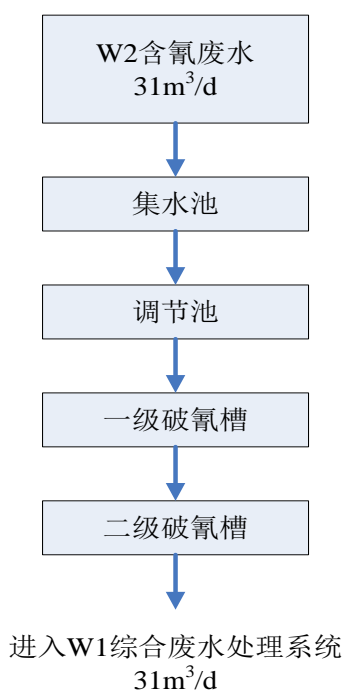 W2含氰废水
31m³/d
集水池
调节池
一级破氰槽
二级破氰槽
进入W1综合废水处理系统
31m³/d